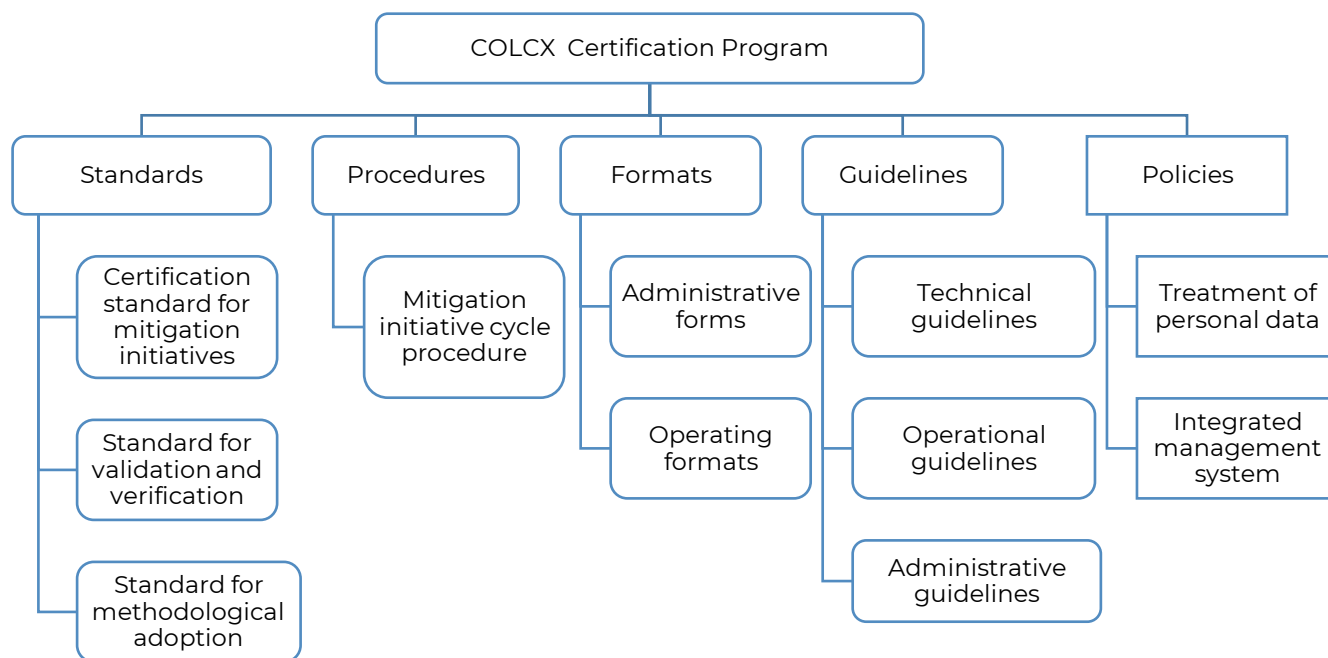 COLCX Certification Program
Standards
Procedures
Formats
Guidelines
Policies
Certification
standard for
mitigation
initiatives
Standard for
validation and
verification
Standard for
methodological
adoption
Mitigation
initiative cycle
procedure
Administrative
forms
Operating
formats
Technical
guidelines
Operational
guidelines
Administrative
guidelines
Treatment of
personal data
Integrated
management
system